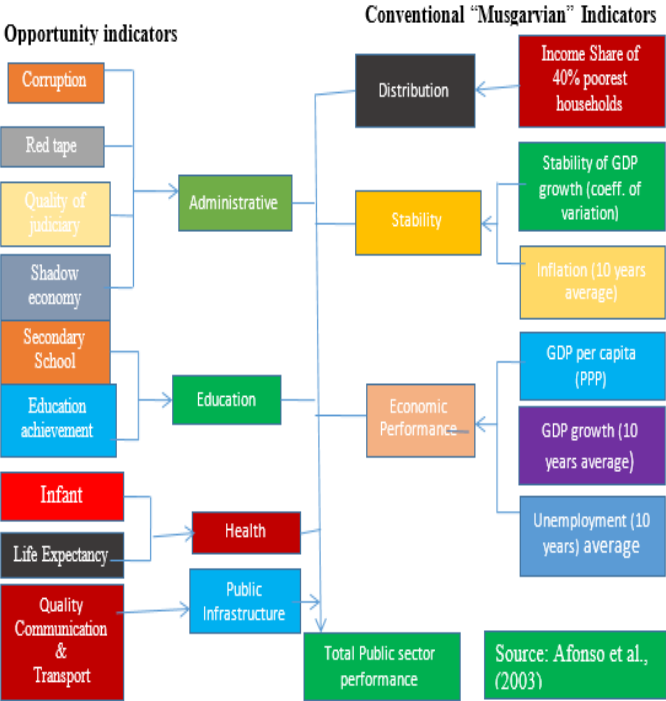 Opportunity indicators
Conventional “Musgarvian” Indicators
Corruption
Red tape
Quality of
judiciary
Shadow
economy
Secondary
School
Education
achievement
Infant
Life Expectancy
Quality
Communication
&
Transport
Administrative
Education
Health
Public
Infrastructure
Distribution
Stability
Economic
Performance
Total Public sector
performance
Income Share of
40% poorest
households
Stability of GDP
growth (coeff. of
variation)
Inflation (10 years
average)
GDP per capita
(PPP)
GDP growth (10
years average)
Unemployment (10
years) average
Source: Afonso et al.,
(2003)